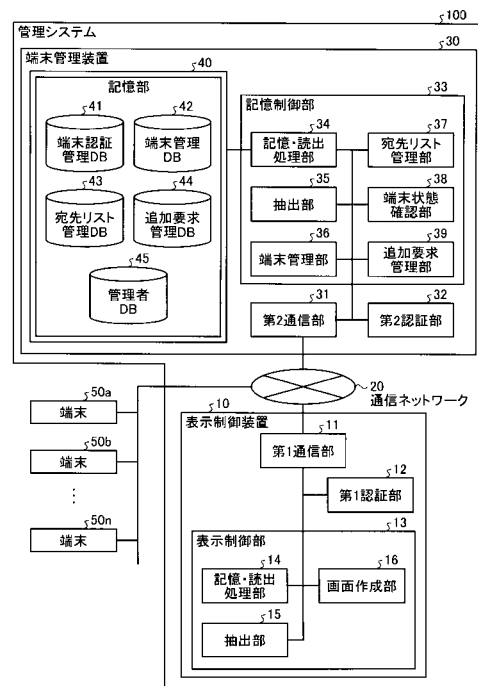 100
管理システム
30
端末管理装置
40
記憶部
41
端末認証
管理DB
42
端末管理
DB
43
宛先リスト
管理DB
44
追加要求
管理DB
45
管理者
DB
33
記憶制御部
34
記憶・読出
処理部
37
宛先リスト
管理部
35
抽出部
38
端末状態
確認部
36
端末管理部
39
追加要求
管理部
31
第2通信部
32
第2認証部
20
通信ネットワーク
50a
端末
50b
端末
⋮
50n
端末
10
表示制御装置
11
第1通信部
12
第1認証部
13
表示制御部
14
記憶・読出
処理部
16
画面作成部
15
抽出部